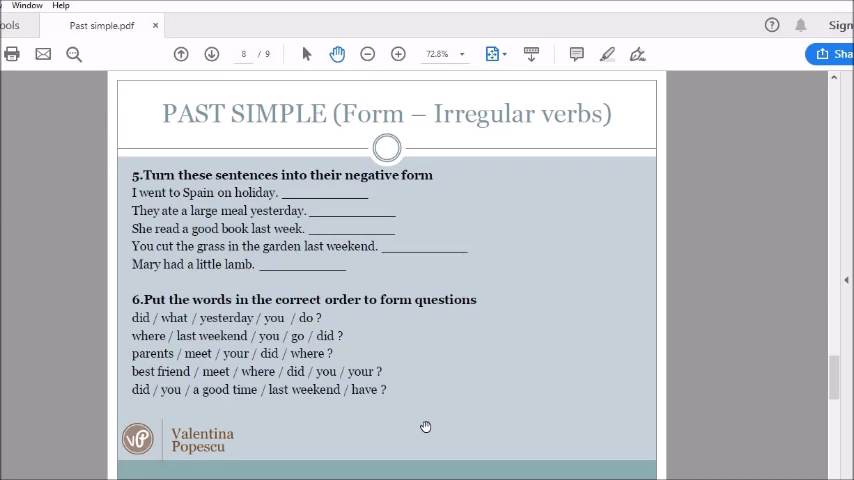 Window Help
ools
Past simple.pdf
×
Sign
8 / 9
72.8%
Sha
PAST SIMPLE (Form – Irregular verbs)
5.Turn these sentences into their negative form
I went to Spain on holiday. ____________
They ate a large meal yesterday. ____________
She read a good book last week. ____________
You cut the grass in the garden last weekend. ____________
Mary had a little lamb. ____________
6.Put the words in the correct order to form questions
did / what / yesterday / you / do ?
where / last weekend / you / go / did ?
parents / meet / your / did / where ?
best friend / meet / where / did / you / your ?
did / you / a good time / last weekend / have ?
VP
Valentina
Popescu